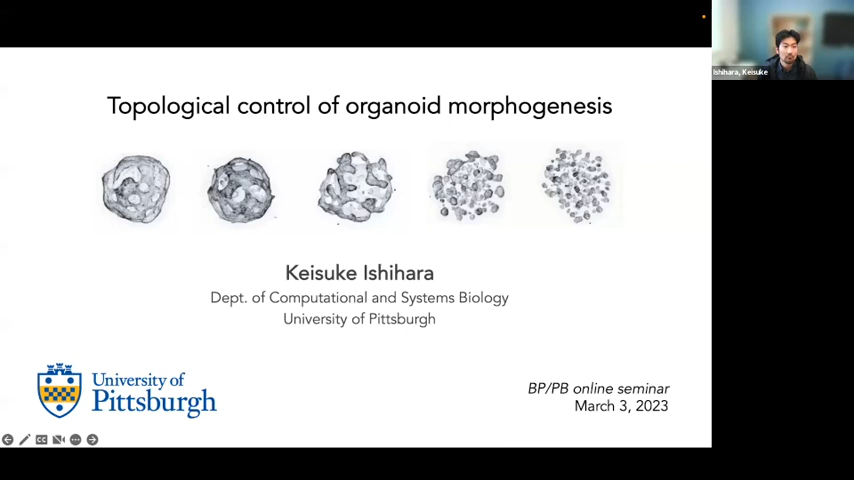 Ishihara, Keisuke
Topological control of organoid morphogenesis
Keisuke Ishihara
Dept. of Computational and Systems Biology
University of Pittsburgh
University of
Pittsburgh
BP/PB online seminar
March 3, 2023
CC